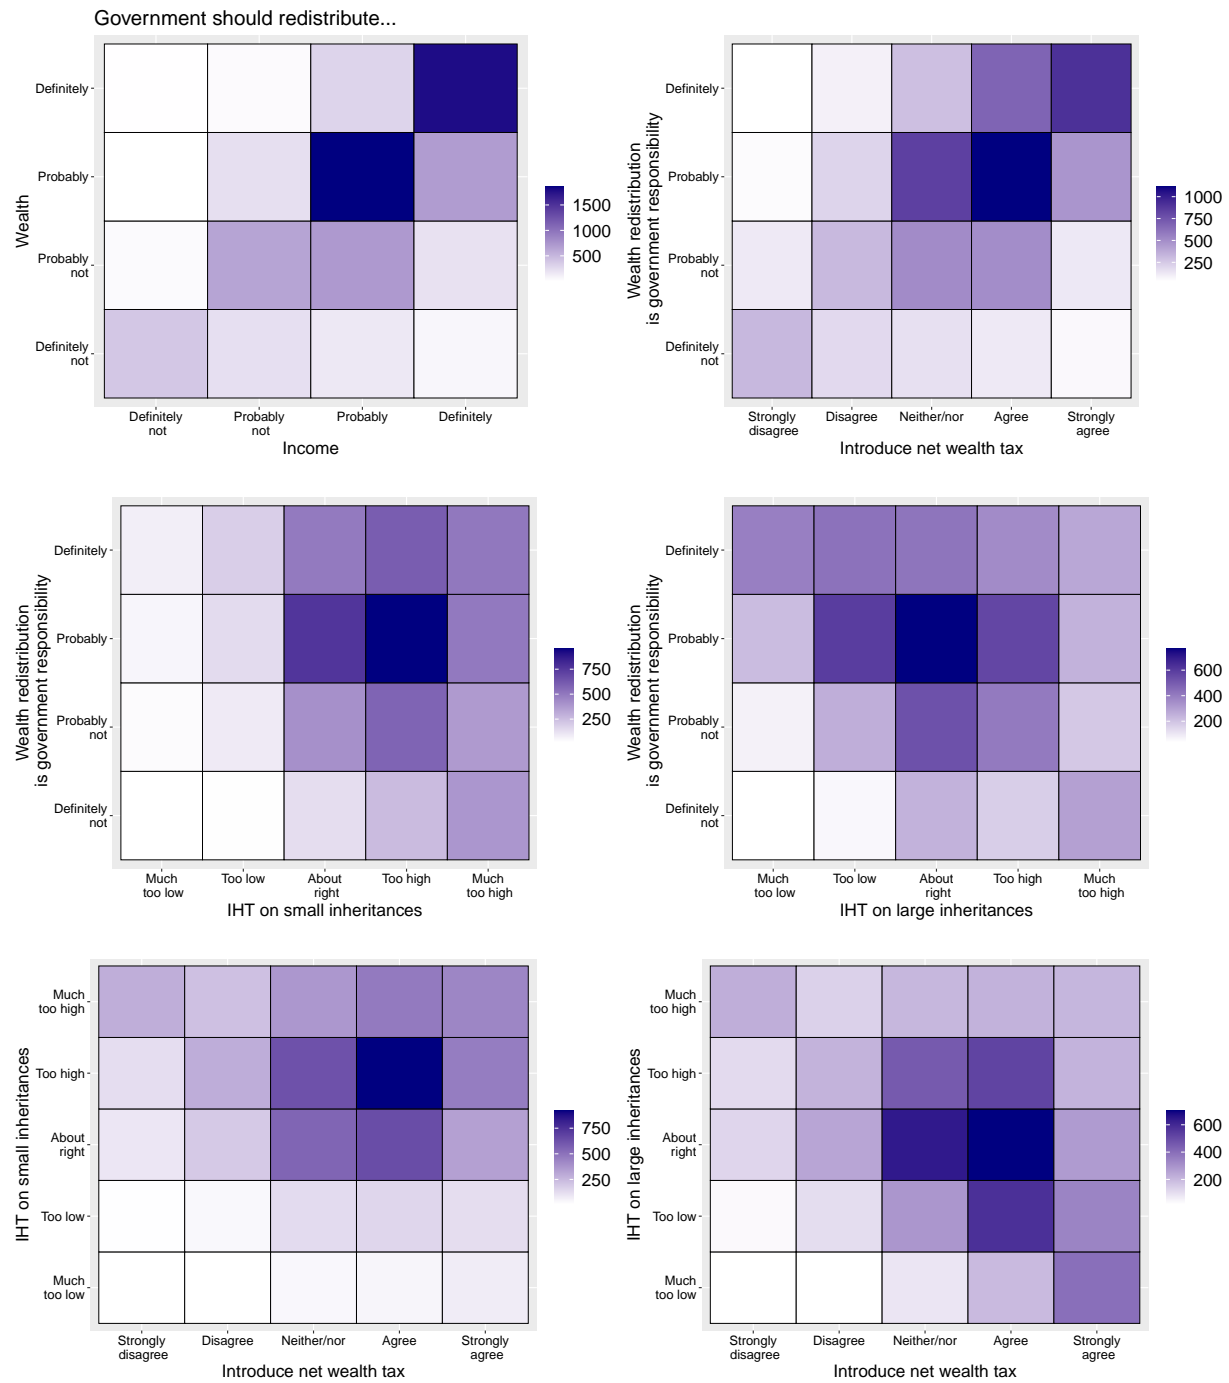 Government should redistribute...
Wealth
Definitely
Probably
Probably
not
Definitely
not
Definitely
not
Probably
not
Probably
Definitely
Income
1500
1000
500
Wealth redistribution
is government responsibility
Definitely
Probably
Probably
not
Definitely
not
Strongly
disagree
Disagree
Neither/nor
Agree
Strongly
agree
Introduce net wealth tax
1000
750
500
250
Wealth redistribution
is government responsibility
Definitely
Probably
Probably
not
Definitely
not
Much
too low
Too low
About
right
Too high
Much
too high
IHT on small inheritances
750
500
250
Wealth redistribution
is government responsibility
Definitely
Probably
Probably
not
Definitely
not
Much
too low
Too low
About
right
Too high
Much
too high
IHT on large inheritances
600
400
200
IHT on small inheritances
Much
too high
Too high
About
right
Too low
Much
too low
Strongly
disagree
Disagree
Neither/nor
Agree
Strongly
agree
Introduce net wealth tax
750
500
250
IHT on large inheritances
Much
too high
Too high
About
right
Too low
Much
too low
Strongly
disagree
Disagree
Neither/nor
Agree
Strongly
agree
Introduce net wealth tax
600
400
200